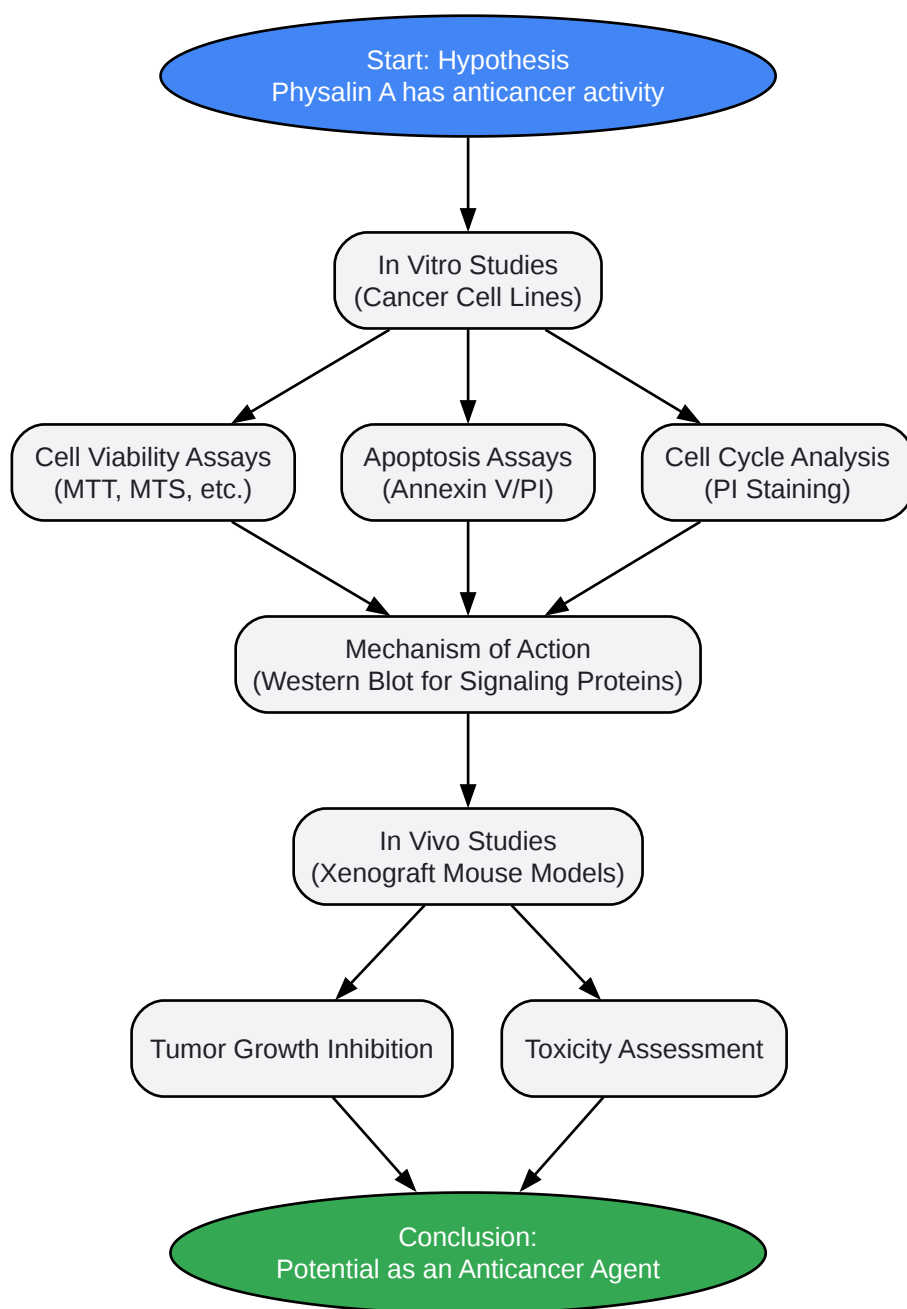 Start: Hypothesis
Physalin A has anticancer activity
In Vitro Studies
(Cancer Cell Lines)
Cell Viability Assays
(MTT, MTS, etc.)
Apoptosis Assays
(Annexin V/PI)
Cell Cycle Analysis
(PI Staining)
Mechanism of Action
(Western Blot for Signaling Proteins)
In Vivo Studies
(Xenograft Mouse Models)
Tumor Growth Inhibition
Toxicity Assessment
Conclusion:
Potential as an Anticancer Agent